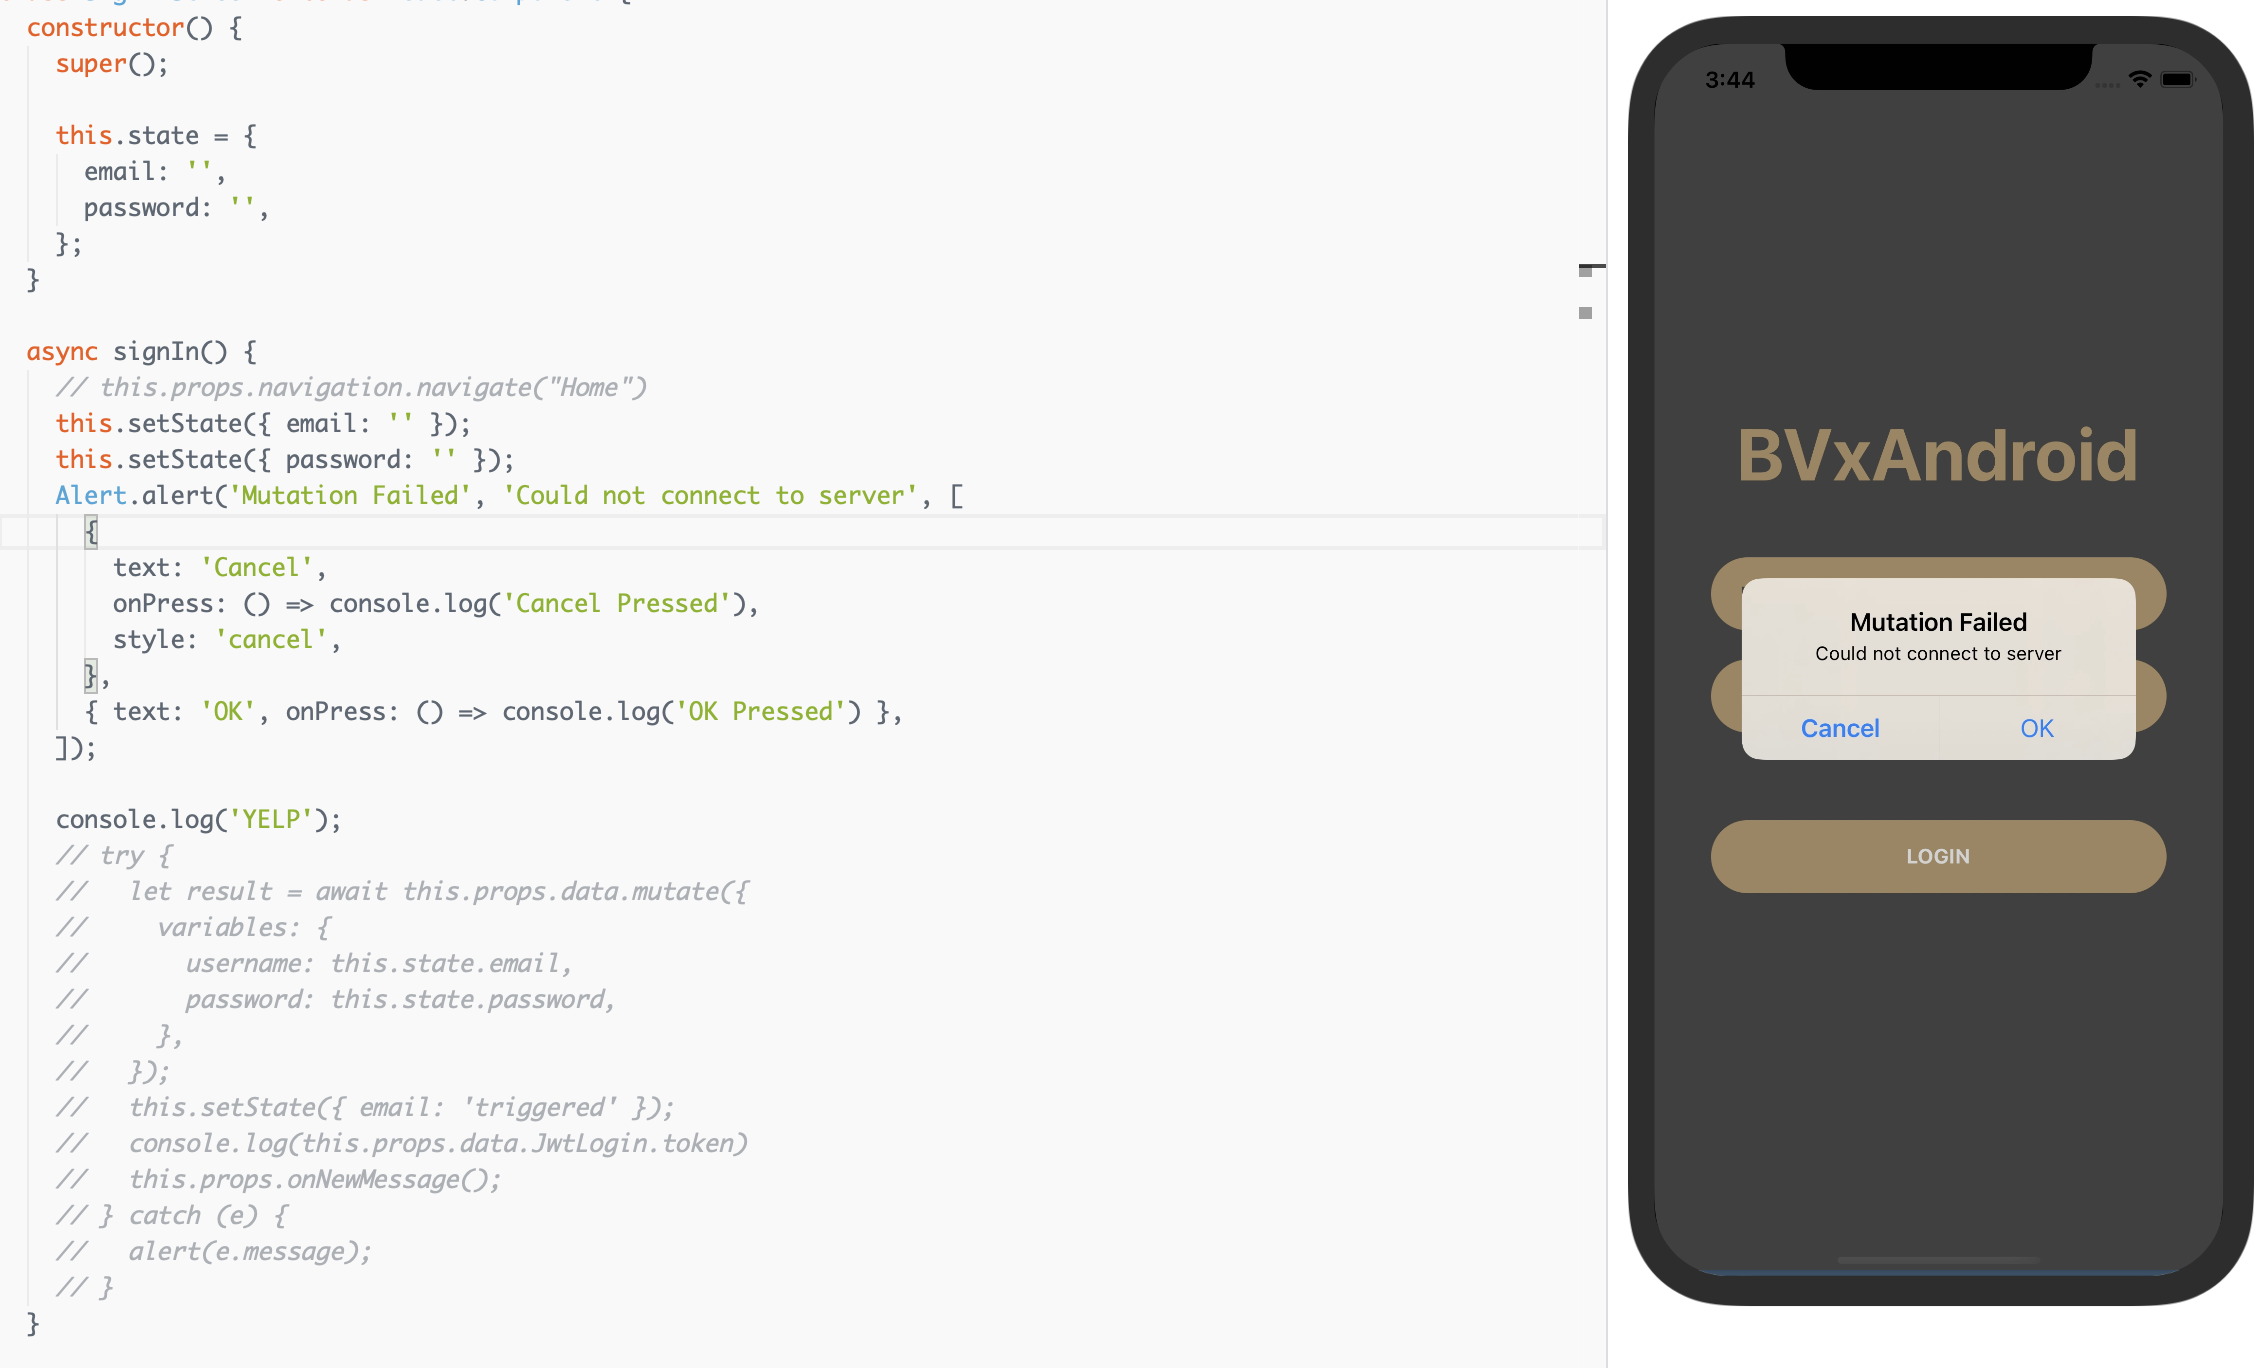 constructor() {
super();
this.state = {
email: '',
password: '',
};
}
async signIn() {
// this.props.navigation.navigate("Home")
this.setState({ email: '' });
this.setState({ password: '' });
Alert.alert('Mutation Failed', 'Could not connect to server', [
{
text: 'Cancel',
onPress: () => console.log('Cancel Pressed'),
style: 'cancel',
},
{ text: 'OK', onPress: () => console.log('OK Pressed') },
]);
console.log('YELP');
// try {
//   let result = await this.props.data.mutate({
//     variables: {
//       username: this.state.email,
//       password: this.state.password,
//     },
//   });
//   this.setState({ email: 'triggered' });
//   console.log(this.props.data.JwtLogin.token)
//   this.props.onNewMessage();
// } catch (e) {
//   alert(e.message);
// }
}
3:44
BVxAndroid
Mutation Failed
Could not connect to server
Cancel OK
LOGIN